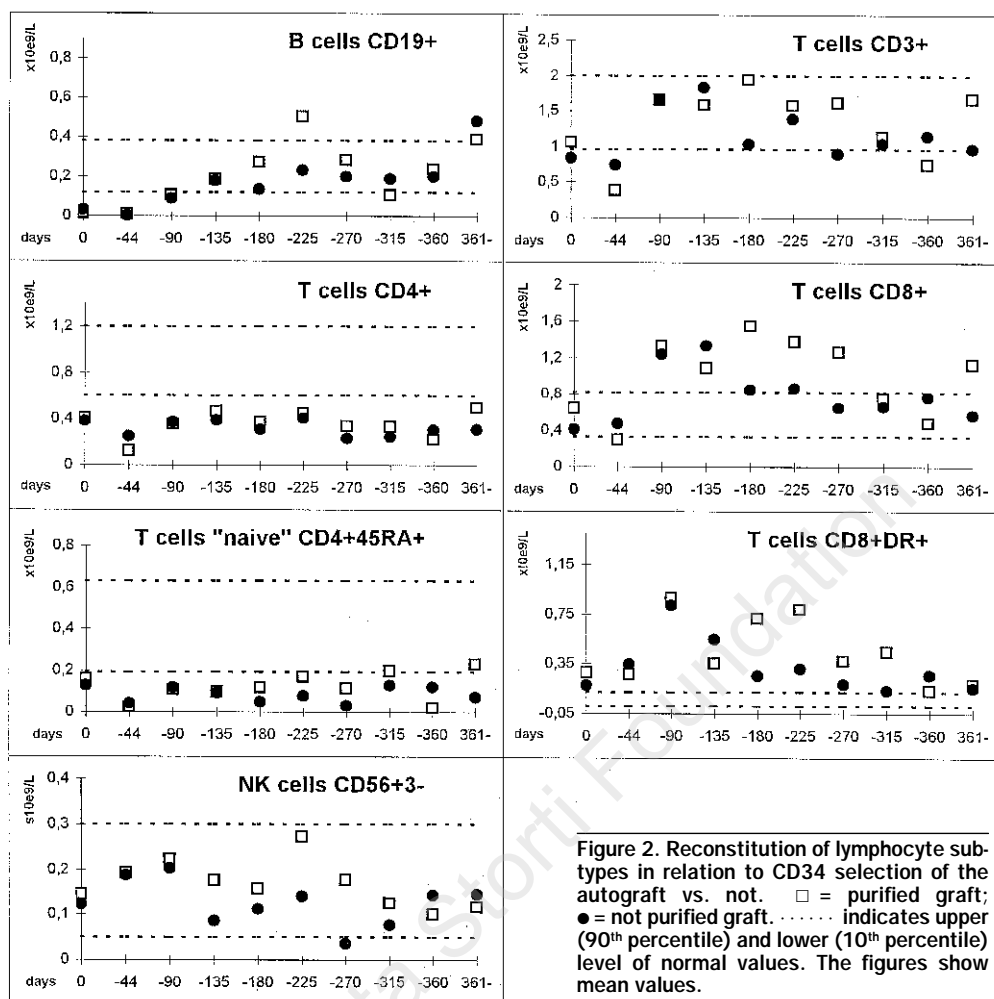 B cells CD19+
x10e9/L
0,8
0,6
0,4
0,2
0
days 0 -44 -90 -135 -180 -225 -270 -315 -360 361-
T cells CD3+
x10e9/L
2,5
2
1,5
1
0,5
0
days 0 -44 -90 -135 -180 -225 -270 -315 -360 361-
T cells CD4+
x10e9/L
1,2
0,8
0,4
0
days 0 -44 -90 -135 -180 -225 -270 -315 -360 361-
T cells CD8+
x10e9/L
2
1,6
1,2
0,8
0,4
0
days 0 -44 -90 -135 -180 -225 -270 -315 -360 361-
T cells "naive" CD4+45RA+
x10e9/L
0,8
0,6
0,4
0,2
0
days 0 -44 -90 -135 -180 -225 -270 -315 -360 361-
T cells CD8+DR+
x10e9/L
1,15
0,75
0,35
-0,05
days 0 -44 -90 -135 -180 -225 -270 -315 -360 361-
NK cells CD56+3-
s10e9/L
0,4
0,3
0,2
0,1
0
days 0 -44 -90 -135 -180 -225 -270 -315 -360 361-
Figure 2. Reconstitution of lymphocyte sub-
types in relation to CD34 selection of the
autograft vs. not. □ = purified graft;
● = not purified graft. ······ indicates upper
(90th percentile) and lower (10th percentile)
level of normal values. The figures show
mean values.
ta Storti Foundation